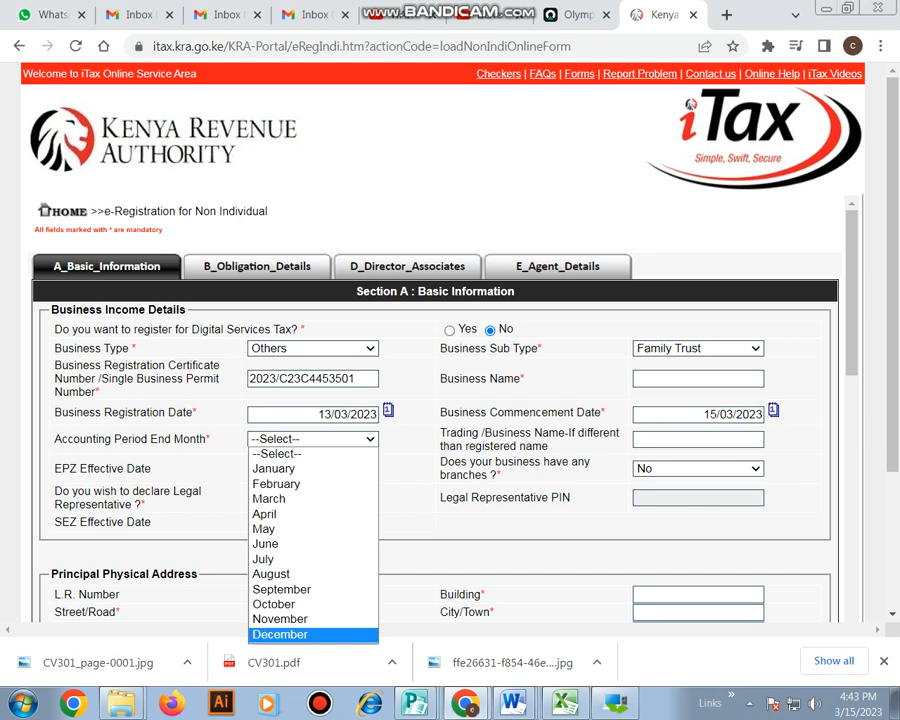 Whats
Inbox
Inbox
Inbox
www.BANDICAM.com
Olymp
Kenya
itax.kra.go.ke/KRA-Portal/eRegIndi.htm?actionCode=loadNonIndiOnlineForm
C
Welcome to iTax Online Service Area
Checkers | FAQs | Forms | Report Problem | Contact us | Online Help | iTax Videos
KENYA REVENUE
AUTHORITY
iTax
Simple, Swift, Secure
HOME >>e-Registration for Non Individual
All fields marked with * are mandatory
A_Basic_Information
B_Obligation_Details
D_Director_Associates
E_Agent_Details
Section A : Basic Information
Business Income Details
Do you want to register for Digital Services Tax? *
Yes No
Business Type *
Others
Business Sub Type*
Family Trust
Business Registration Certificate
Number /Single Business Permit
Number*
2023/C23C4453501
Business Name*
Business Registration Date*
13/03/2023
Business Commencement Date*
15/03/2023
Accounting Period End Month*
--Select--
Trading /Business Name-If different
than registered name
EPZ Effective Date
Does your business have any
branches ?*
No
Do you wish to declare Legal
Representative ?*
Legal Representative PIN
SEZ Effective Date
--Select--
January
February
March
April
May
June
July
August
September
October
November
December
Principal Physical Address
L.R. Number
Building*
Street/Road*
City/Town*
CV301_page-0001.jpg
CV301.pdf
ffe26631-f854-46e....jpg
Show all
Ai
Links
4:43 PM
3/15/2023